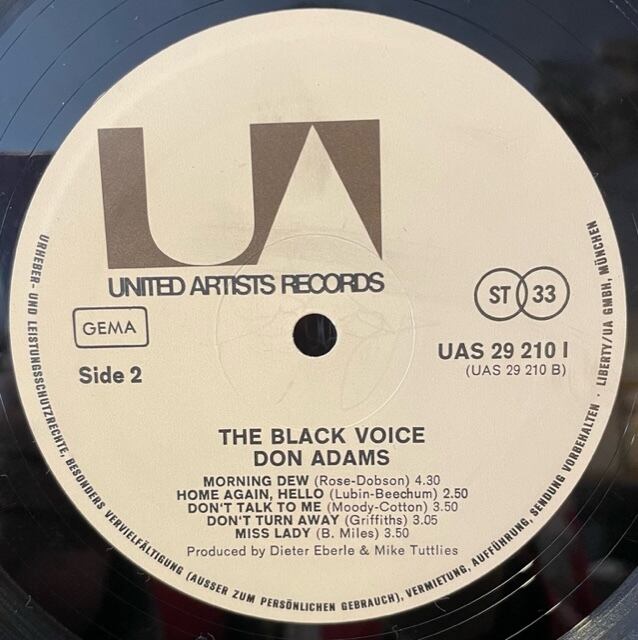 UA
UNITED ARTISTS RECORDS
GEMA
ST 33
Side 2
UAS 29 210 I
(UAS 29 210 B)
THE BLACK VOICE
DON ADAMS
MORNING DEW (Rose-Dobson) 4.30
HOME AGAIN, HELLO (Lubin-Beechum) 2.50
DON'T TALK TO ME (Moody-Cotton) 3.50
DON'T TURN AWAY (Griffiths) 3.05
MISS LADY (B. Miles) 3.50
Produced by Dieter Eberle & Mike Tuttlies
URHEBER- UND LEISTUNGSSCHUTZRECHTE, BESONDERS VERVIELFÄLTIGUNG (AUSSER ZUM PERSÖNLICHEN GEBRAUCH), VERMIETUNG, AUFFÜHRUNG, SENDUNG VORBEHALTEN · LIBERTY/UA GMBH, MÜNCHEN